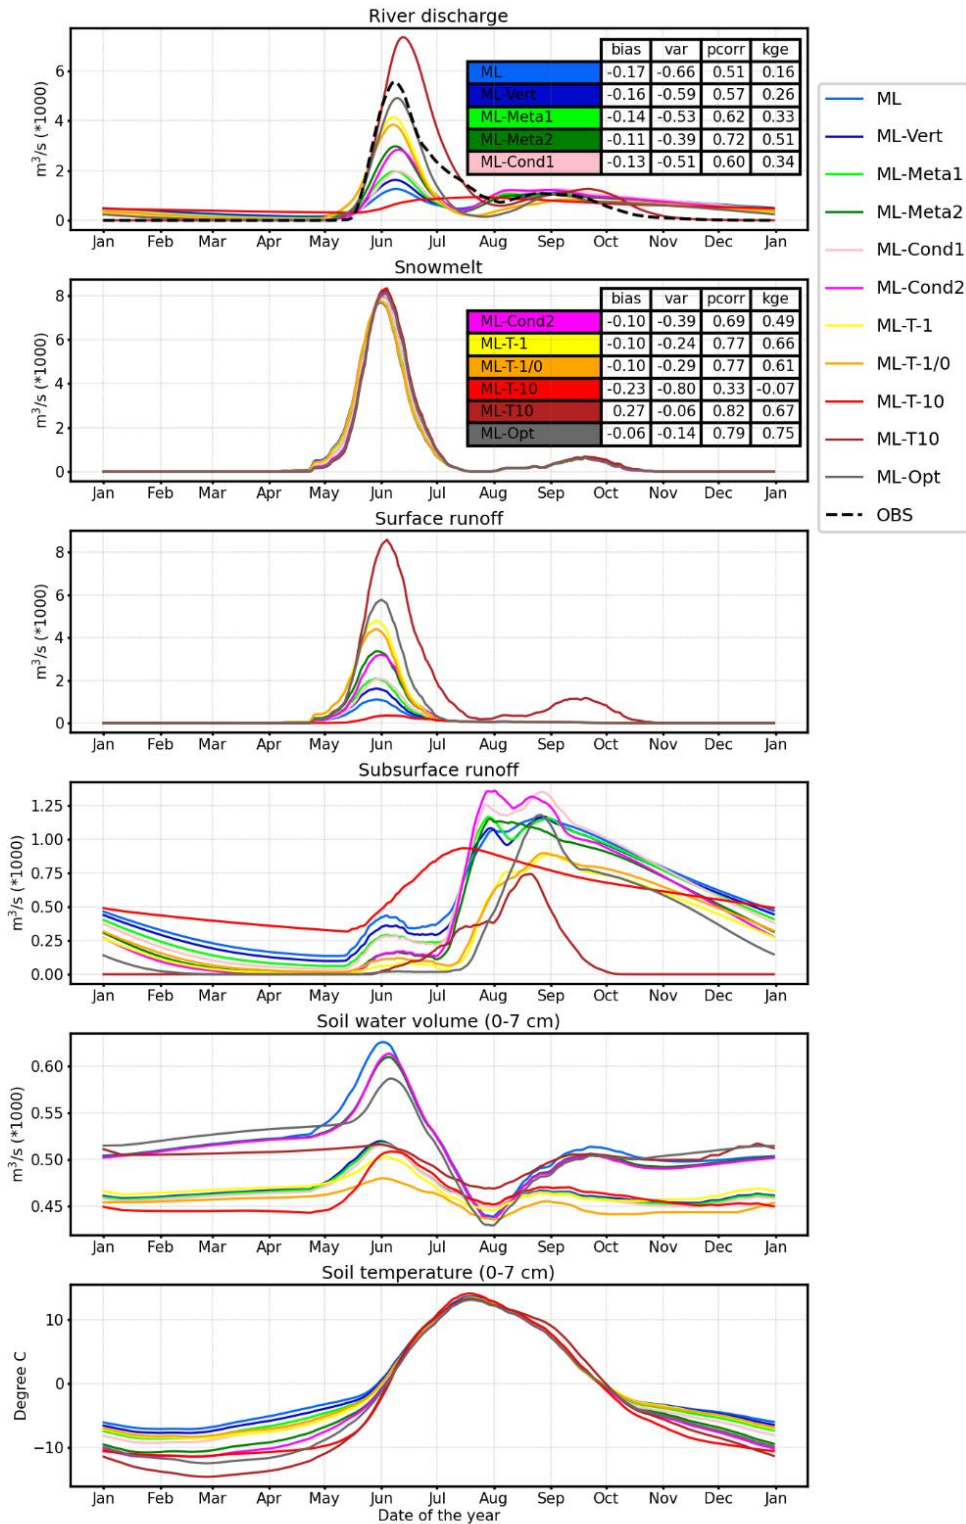 River discharge
m³/s (*1000)
6
4
2
0
bias var pcorr kge
ML -0.17 -0.66 0.51 0.16
ML-Vert -0.16 -0.59 0.57 0.26
ML-Meta1 -0.14 -0.53 0.62 0.33
ML-Meta2 -0.11 -0.39 0.72 0.51
ML-Cond1 -0.13 -0.51 0.60 0.34
Jan Feb Mar Apr May Jun Jul Aug Sep Oct Nov Dec Jan
ML
ML-Vert
ML-Meta1
ML-Meta2
ML-Cond1
ML-Cond2
ML-T-1
ML-T-1/0
ML-T-10
ML-T10
ML-Opt
OBS
Snowmelt
m³/s (*1000)
8
6
4
2
0
bias var pcorr kge
ML-Cond2 -0.10 -0.39 0.69 0.49
ML-T-1 -0.10 -0.24 0.77 0.66
ML-T-1/0 -0.10 -0.29 0.77 0.61
ML-T-10 -0.23 -0.80 0.33 -0.07
ML-T10 0.27 -0.06 0.82 0.67
ML-Opt -0.06 -0.14 0.79 0.75
Jan Feb Mar Apr May Jun Jul Aug Sep Oct Nov Dec Jan
Surface runoff
m³/s (*1000)
8
6
4
2
0
Jan Feb Mar Apr May Jun Jul Aug Sep Oct Nov Dec Jan
Subsurface runoff
m³/s (*1000)
1.25
1.00
0.75
0.50
0.25
0.00
Jan Feb Mar Apr May Jun Jul Aug Sep Oct Nov Dec Jan
Soil water volume (0-7 cm)
m³/s (*1000)
0.60
0.55
0.50
0.45
Jan Feb Mar Apr May Jun Jul Aug Sep Oct Nov Dec Jan
Soil temperature (0-7 cm)
Degree C
10
0
−10
Jan Feb Mar Apr May Jun Jul Aug Sep Oct Nov Dec Jan
Date of the year